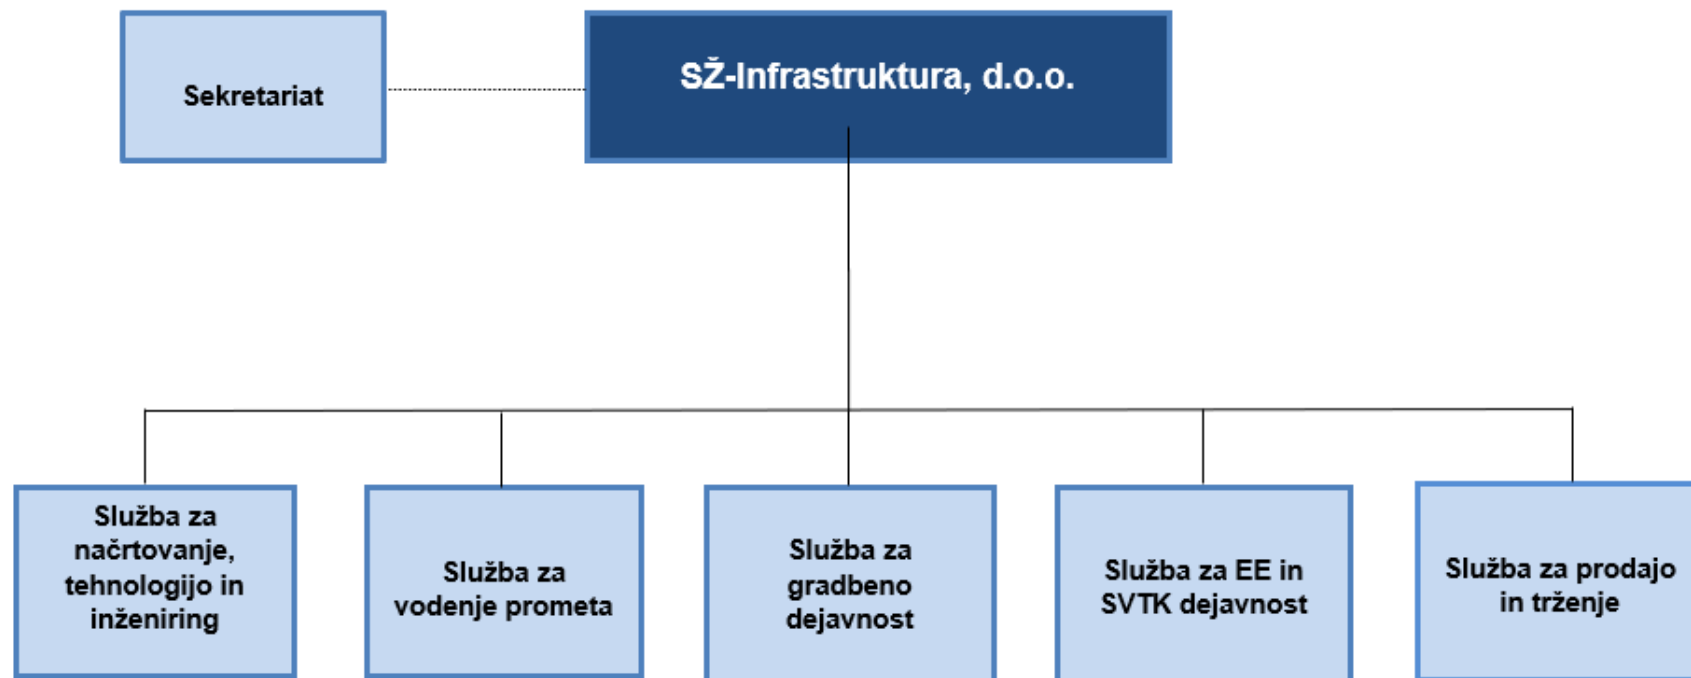 Sekretariat
SŽ-Infrastruktura, d.o.o.
Služba za
načrtovanje,
tehnologijo in
inženiring
Služba za
vodenje prometa
Služba za
gradbeno
dejavnost
Služba za EE in
SVTK dejavnost
Služba za prodajo
in trženje